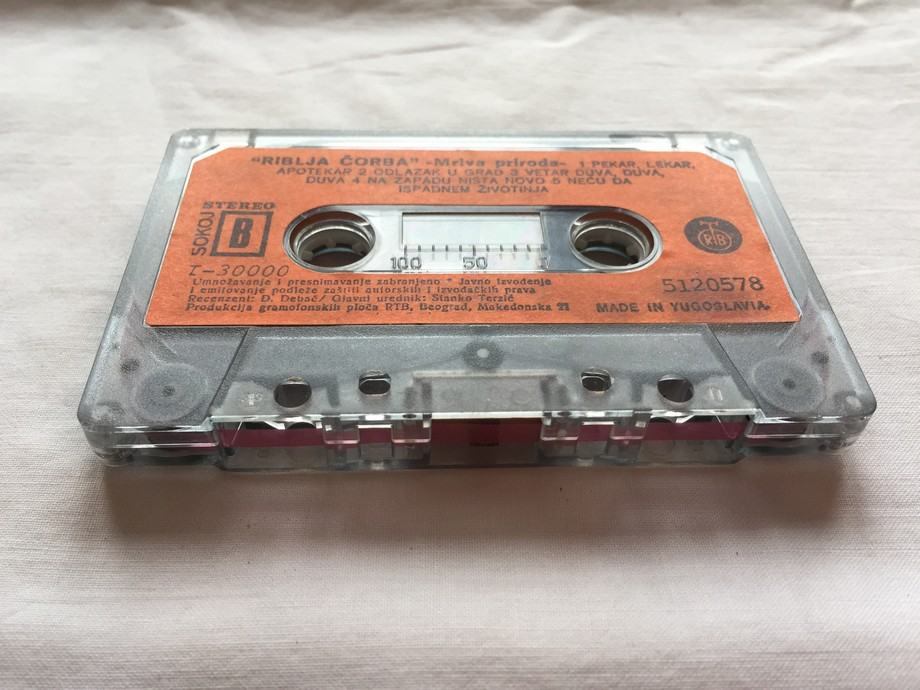 "RIBLJA ČORBA" -Mrtva priroda- 1 PEKAR, LEKAR,
APOTEKAR 2 ODLAZAK U GRAD 3 VETAR DUVA, DUVA,
DUVA 4 NA ZAPADU NIŠTA NOVO 5 NEĆU DA
ISPADNEM ŽIVOTINJA
STEREO
SOKOJ
B
RTB
100 50 0
T-30000
5120578
Umnožavanje i presnimavanje zabranjeno * Javno izvođenje
i emitovanje podleže zaštiti autorskih i izvođačkih prava
Recenzent: D. Debač/ Glavni urednik: Stanko Terzić
Produkcija gramofonskih ploča RTB, Beograd, Makedonska 21
MADE IN YUGOSLAVIA